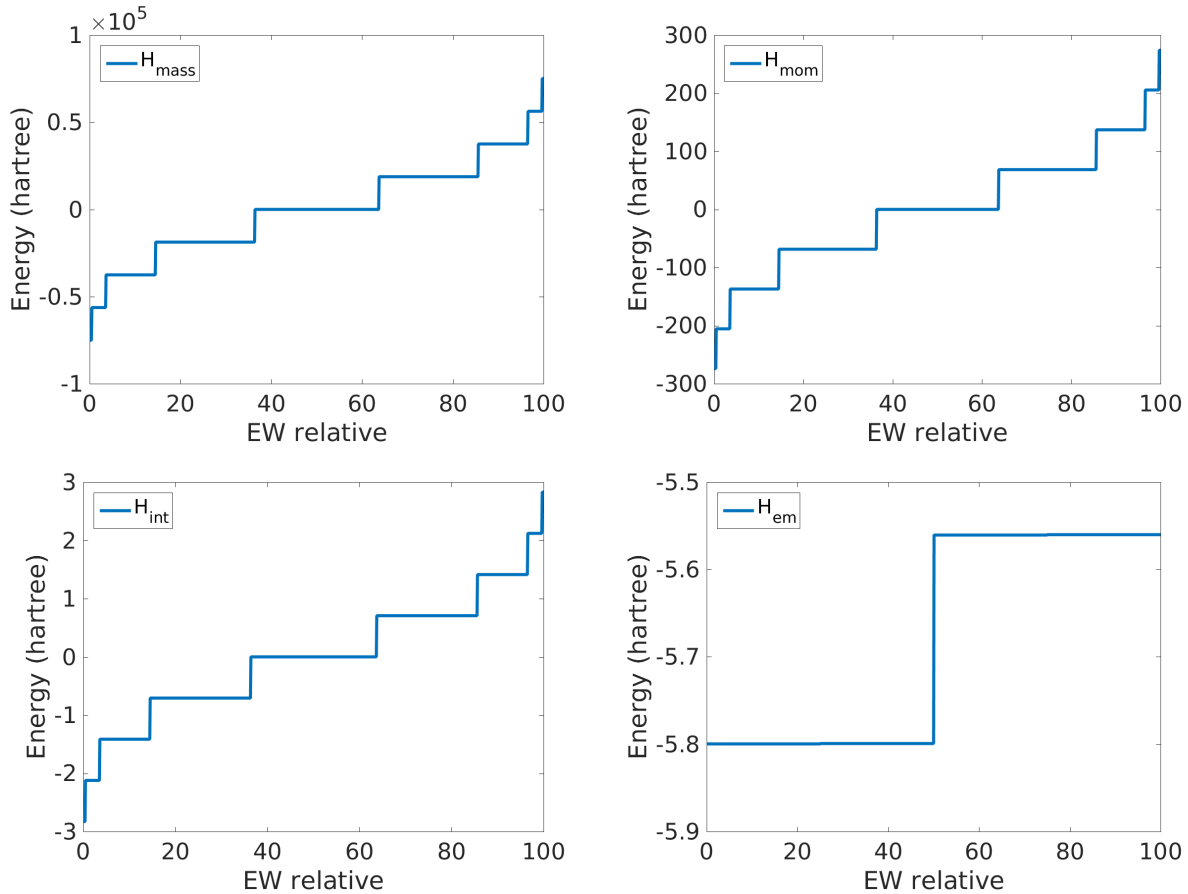 ×10^5
1
0.5
0
-0.5
-1
Energy (hartree)
H_mass
0 20 40 60 80 100
EW relative
300
200
100
0
-100
-200
-300
Energy (hartree)
H_mom
0 20 40 60 80 100
EW relative
3
2
1
0
-1
-2
-3
Energy (hartree)
H_int
0 20 40 60 80 100
EW relative
-5.5
-5.6
-5.7
-5.8
-5.9
Energy (hartree)
H_em
0 20 40 60 80 100
EW relative